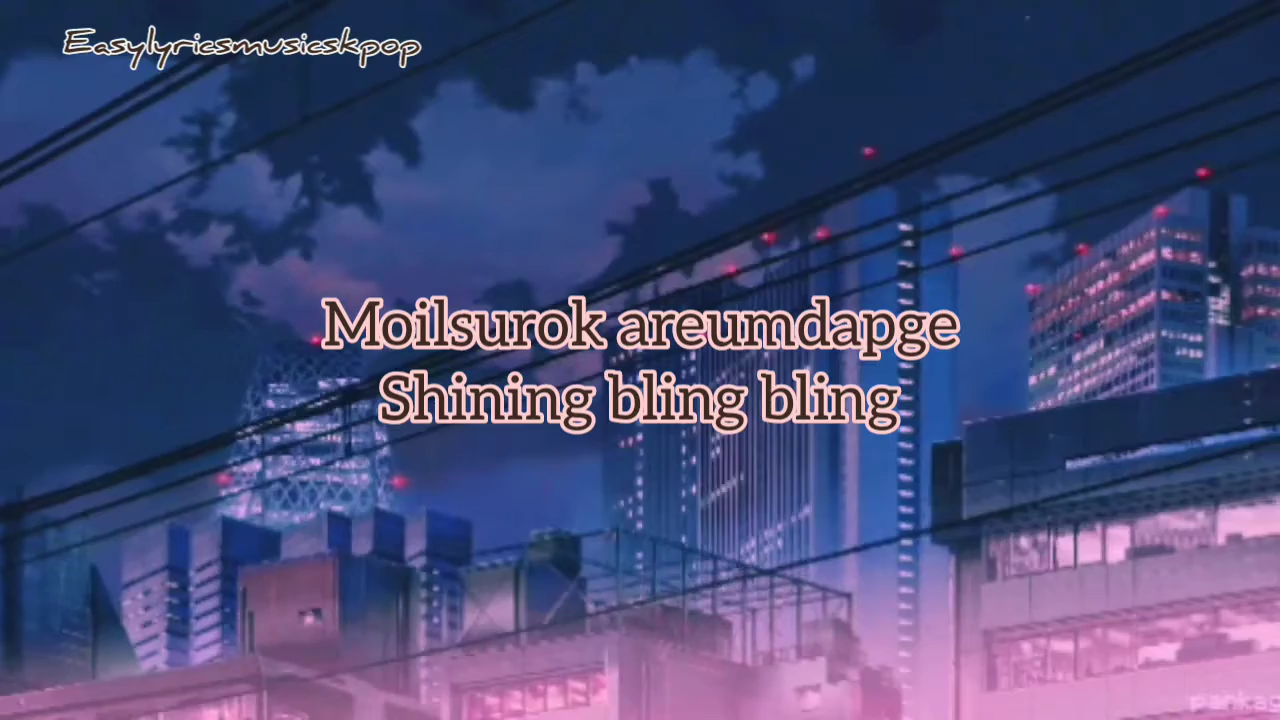 Easylyricsmusicskpop
Moilsurok areumdapge
Shining bling bling